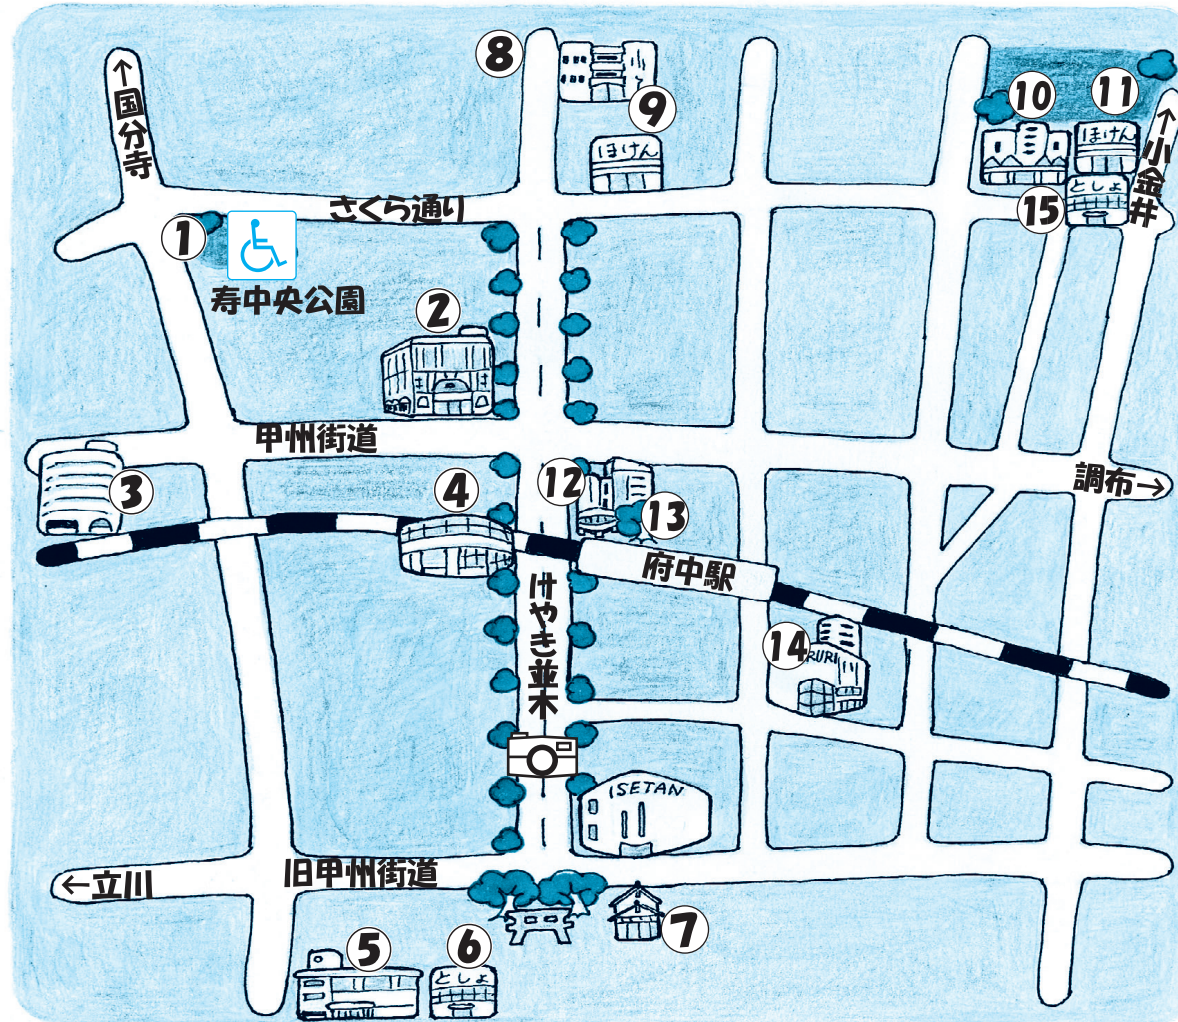 ↑国分寺
8
9
ほけん
10
11
ほけん
↑小金井
としょ
15
さくら通り
1
寿中央公園
2
甲州街道
3
4
12
13
調布→
府中駅
けやき並木
14
RURI
ISETAN
←立川
旧甲州街道
5
6
としょ
7